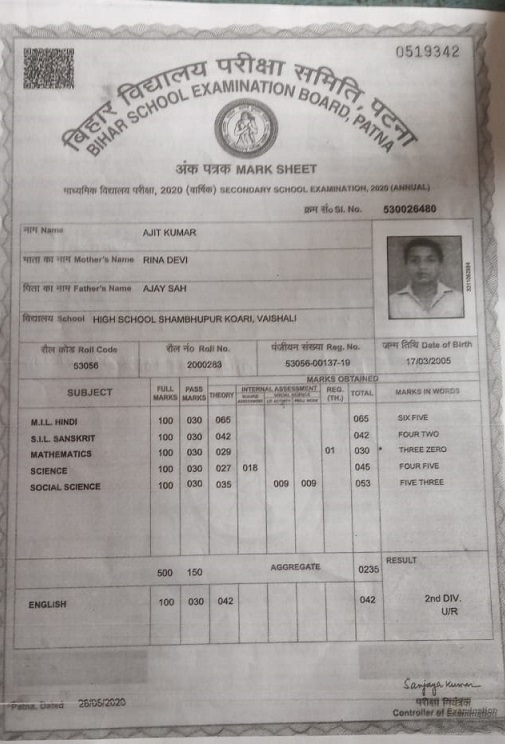 0519342
बिहार विद्यालय परीक्षा समिति, पटना
BIHAR SCHOOL EXAMINATION BOARD, PATNA
अंक पत्रक MARK SHEET
माध्यमिक विद्यालय परीक्षा, 2020 (वार्षिक) SECONDARY SCHOOL EXAMINATION, 2020 (ANNUAL)
क्रम सं० Sl. No. 530026480
नाम Name AJIT KUMAR
माता का नाम Mother's Name RINA DEVI
पिता का नाम Father's Name AJAY SAH
विद्यालय School HIGH SCHOOL SHAMBHUPUR KOARI, VAISHALI
रौल कोड Roll Code रौल नं० Roll No. पंजीयन संख्या Reg. No. जन्म तिथि Date of Birth
53056 2000283 53056-00137-19 17/03/2005
MARKS OBTAINED
SUBJECT FULL MARKS PASS MARKS THEORY INTERNAL ASSESSMENT REG. (TH.) TOTAL MARKS IN WORDS
M.I.L. HINDI 100 030 065 065 SIX FIVE
S.I.L. SANSKRIT 100 030 042 042 FOUR TWO
MATHEMATICS 100 030 029 01 030 * THREE ZERO
SCIENCE 100 030 027 018 045 FOUR FIVE
SOCIAL SCIENCE 100 030 035 009 009 053 FIVE THREE
500 150 AGGREGATE 0235 RESULT
ENGLISH 100 030 042 042 2nd DIV.
U/R
Sanjaya Kumar
Patna, Dated 26/05/2020
परीक्षा नियंत्रक
Controller of Examination